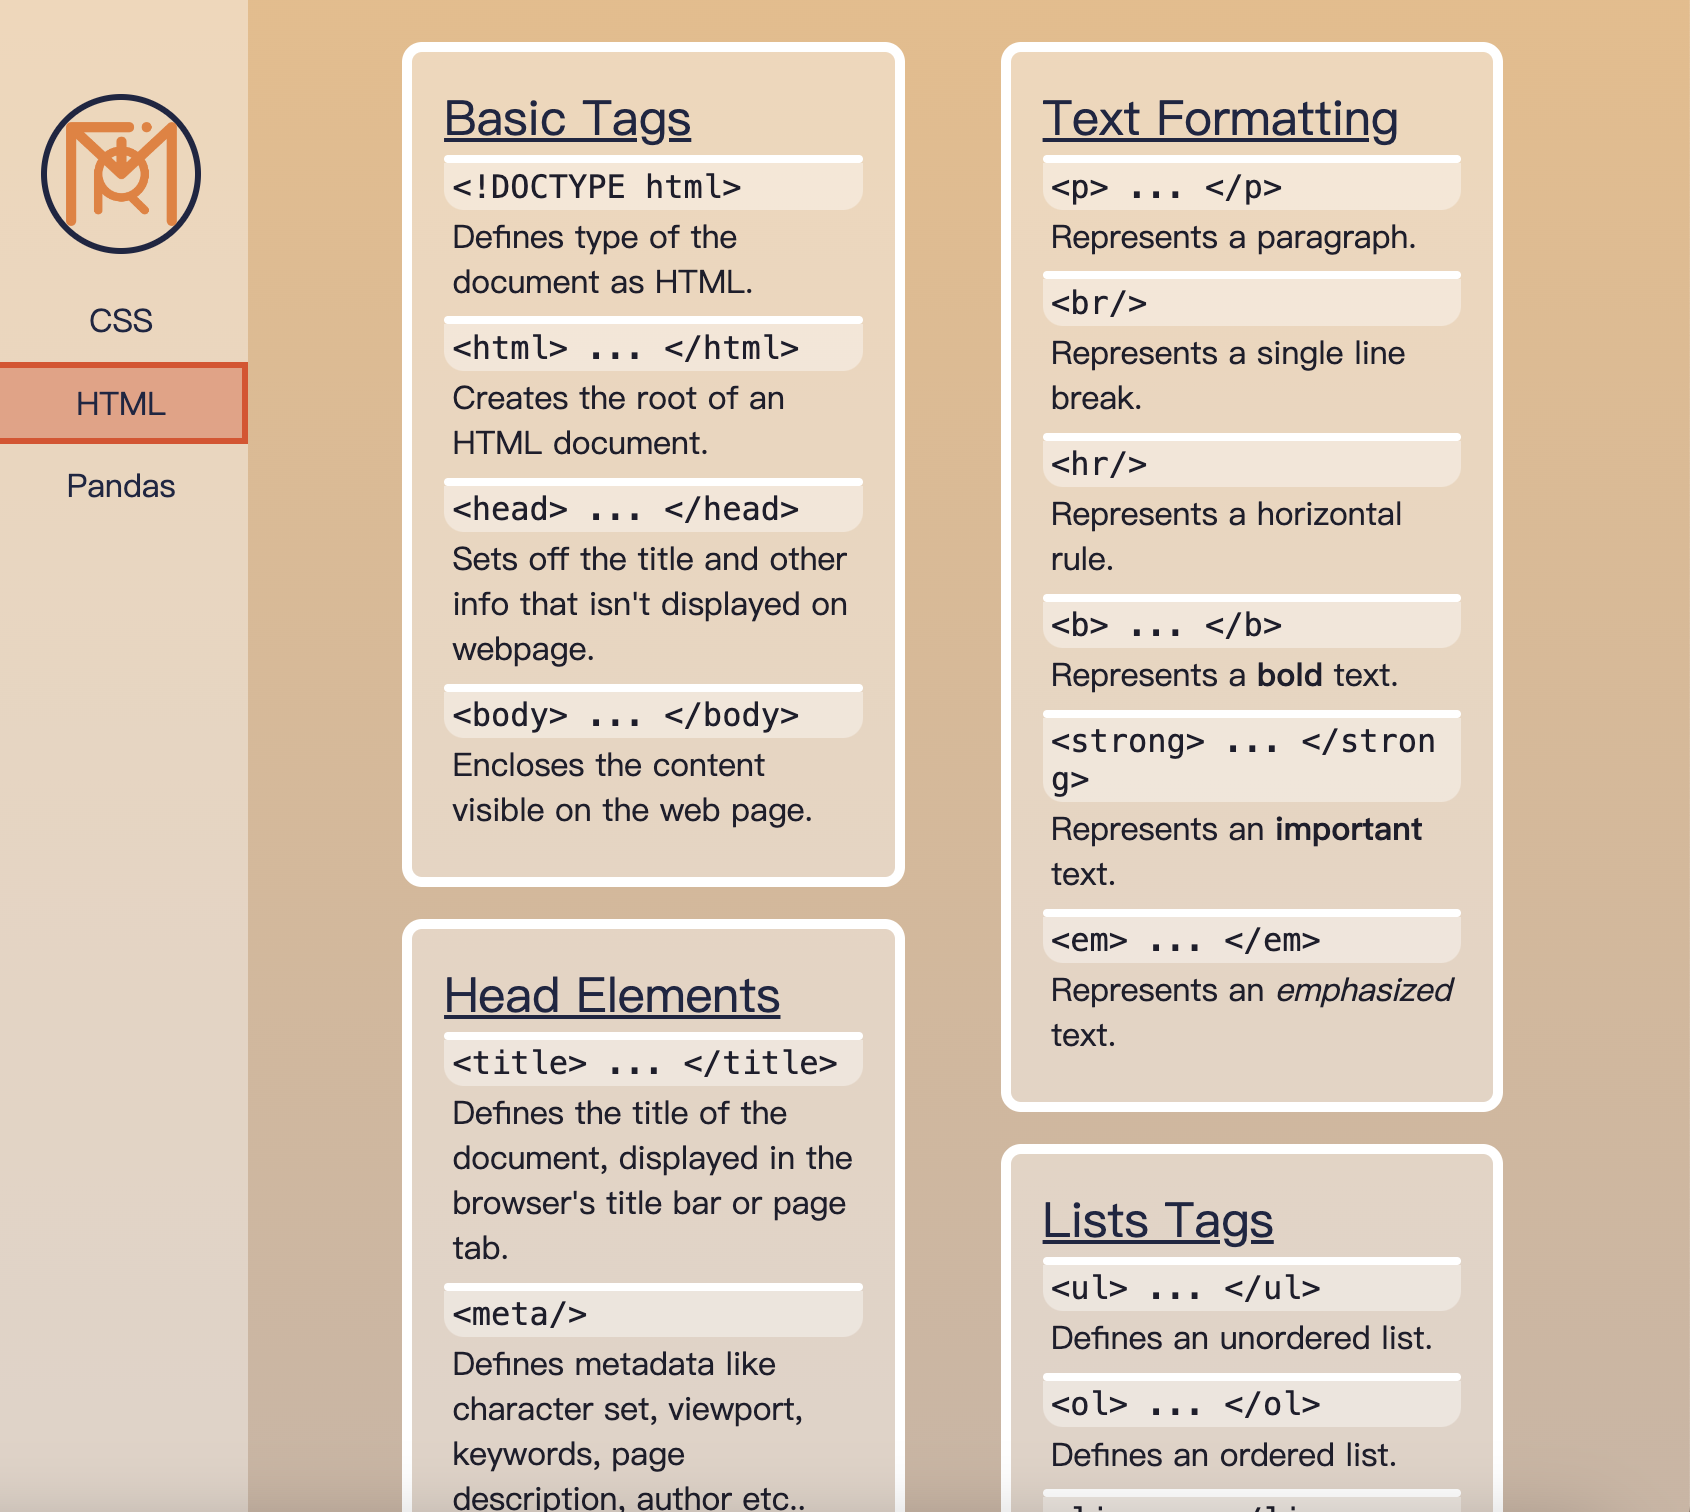 CSS
HTML
Pandas
Basic Tags
<!DOCTYPE html>
Defines type of the
document as HTML.
<html> ... </html>
Creates the root of an
HTML document.
<head> ... </head>
Sets off the title and other
info that isn't displayed on
webpage.
<body> ... </body>
Encloses the content
visible on the web page.
Head Elements
<title> ... </title>
Defines the title of the
document, displayed in the
browser's title bar or page
tab.
<meta/>
Defines metadata like
character set, viewport,
keywords, page
description, author etc..
Text Formatting
<p> ... </p>
Represents a paragraph.
<br/>
Represents a single line
break.
<hr/>
Represents a horizontal
rule.
<b> ... </b>
Represents a bold text.
<strong> ... </stron
g>
Represents an important
text.
<em> ... </em>
Represents an emphasized
text.
Lists Tags
<ul> ... </ul>
Defines an unordered list.
<ol> ... </ol>
Defines an ordered list.